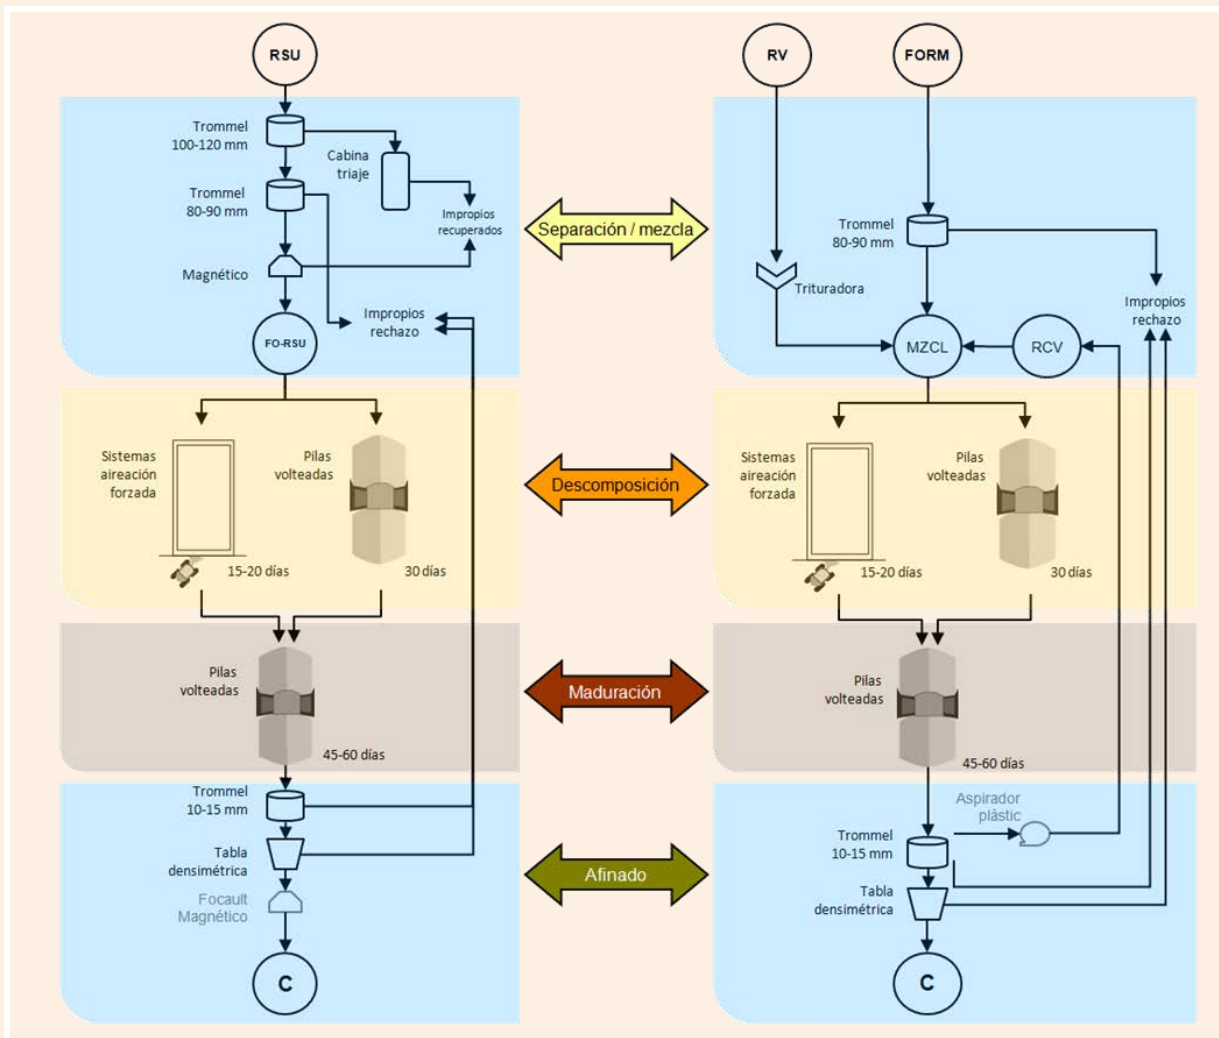 RSU
RV
FORM
Trommel
100-120 mm
Cabina
triaje
Trommel
80-90 mm
Impropios
recuperados
Magnético
Impropios
rechazo
FO-RSU
Separación / mezcla
Trommel
80-90 mm
Trituradora
Impropios
rechazo
MZCL
RCV
Sistemas
aireación
forzada
Pilas
volteadas
15-20 días
30 días
Descomposición
Sistemas
aireación
forzada
Pilas
volteadas
15-20 días
30 días
Pilas
volteadas
45-60 días
Maduración
Pilas
volteadas
45-60 días
Trommel
10-15 mm
Tabla
densimétrica
Focault
Magnético
C
Afinado
Aspirador
plástic
Trommel
10-15 mm
Tabla
densimétrica
C